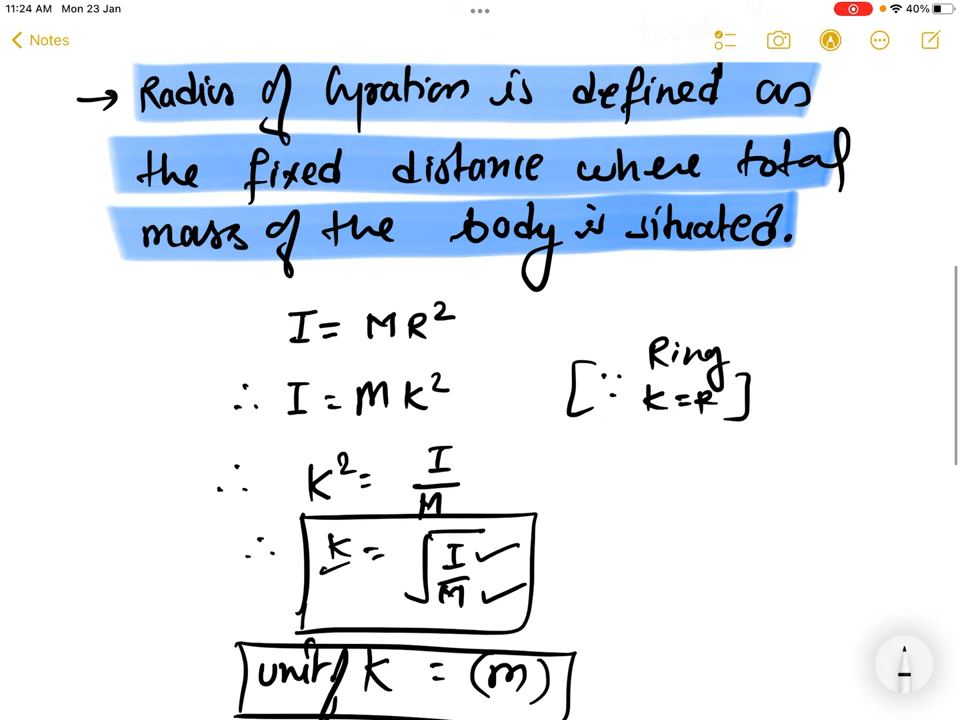 11:24 AM Mon 23 Jan
40%
Notes
→ Radius of Gyration is defined as
the fixed distance where total
mass of the body is situated.
I = MR²
∴ I = MK²
[∵ Ring
K = R]
∴ K² = I/M
∴ K = √(I/M)
unit of K = (m)